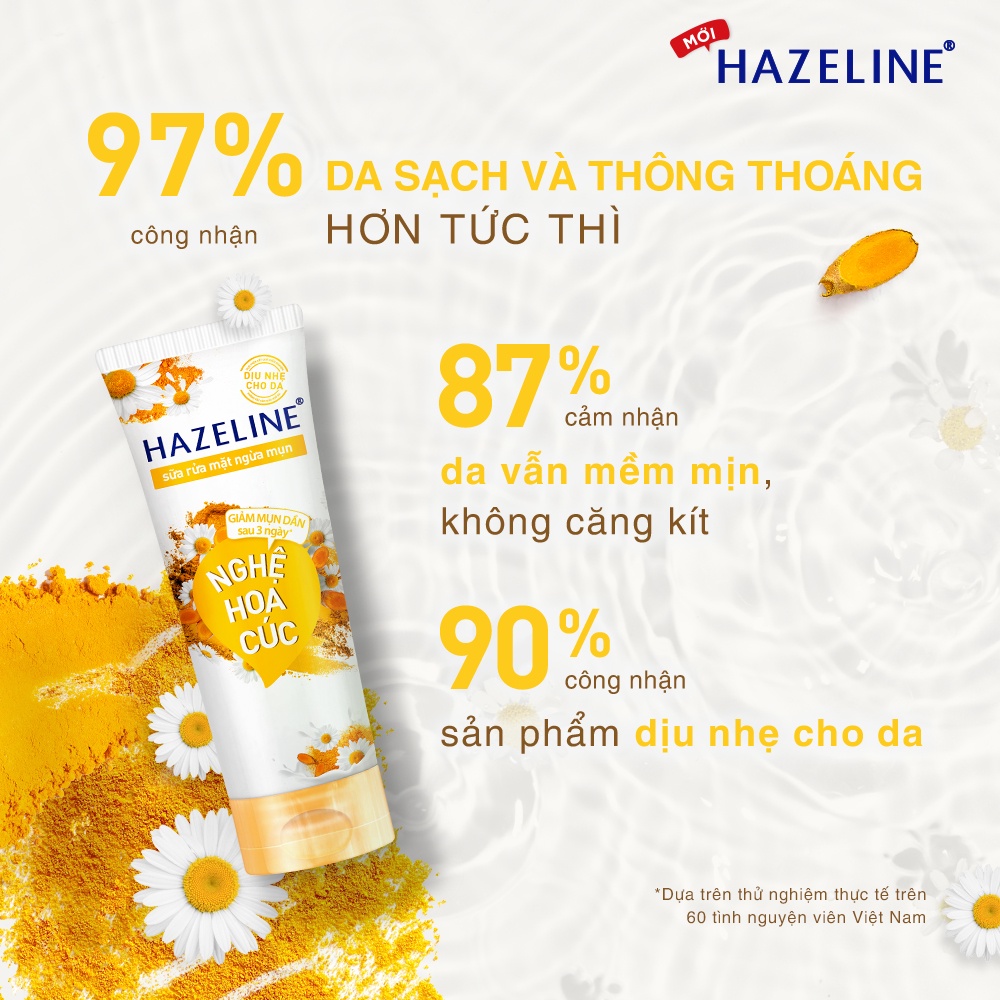 MỚI
HAZELINE®
97%
công nhận
DA SẠCH VÀ THÔNG THOÁNG
HƠN TỨC THÌ
87%
cảm nhận
da vẫn mềm mịn,
không căng kít
90%
công nhận
sản phẩm dịu nhẹ cho da
DỊU NHẸ
CHO DA
HAZELINE®
sữa rửa mặt ngừa mụn
GIẢM MỤN DẦN
sau 3 ngày*
NGHỆ
HOA
CÚC
*Dựa trên thử nghiệm thực tế trên
60 tình nguyện viên Việt Nam